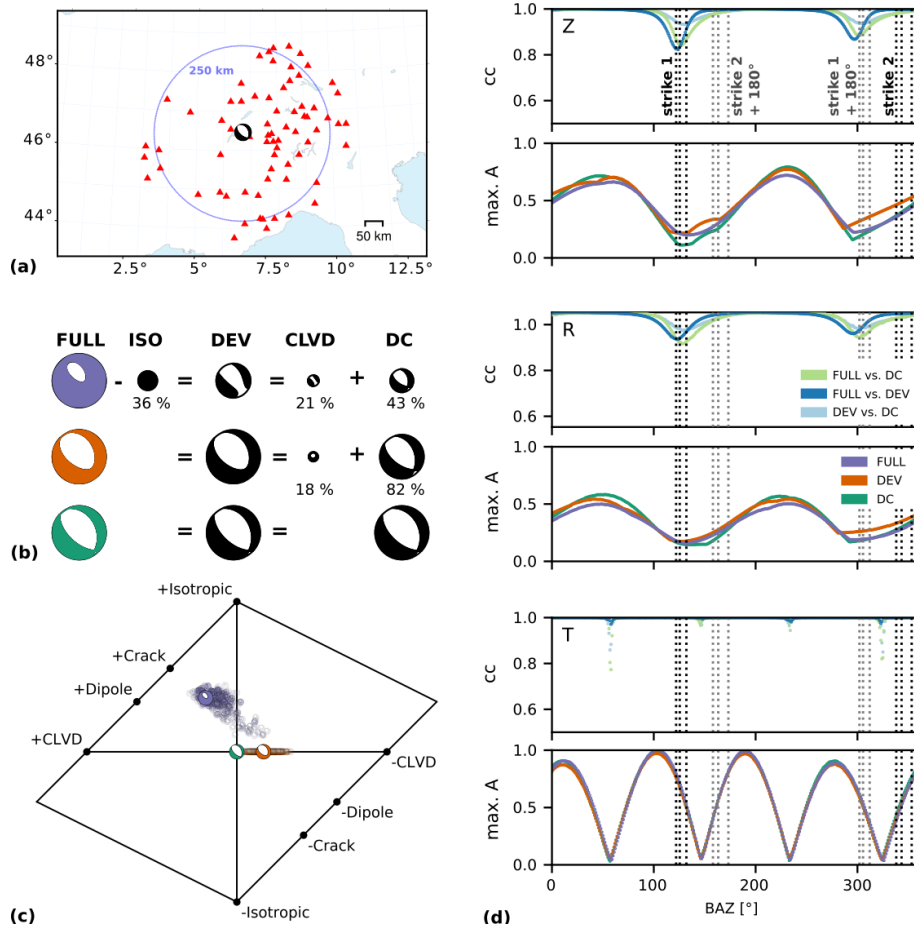 (a)
48°
46°
44°
2.5°
5°
7.5°
10°
12.5°
250 km
50 km
FULL ISO DEV CLVD DC
- = = +
36 % 21 % 43 %
= = +
18 % 82 %
= =
(b)
+Isotropic
+Crack
+Dipole
+CLVD
-CLVD
-Dipole
-Crack
-Isotropic
(c)
(d)
Z
cc
1.0
0.8
0.6
strike 1
strike 2
+ 180°
strike 1
+ 180°
strike 2
max. A
1.0
0.5
0.0
R
cc
1.0
0.8
0.6
FULL vs. DC
FULL vs. DEV
DEV vs. DC
max. A
1.0
0.5
0.0
FULL
DEV
DC
T
cc
1.0
0.8
0.6
max. A
1.0
0.5
0.0
0 100 200 300
BAZ [°]